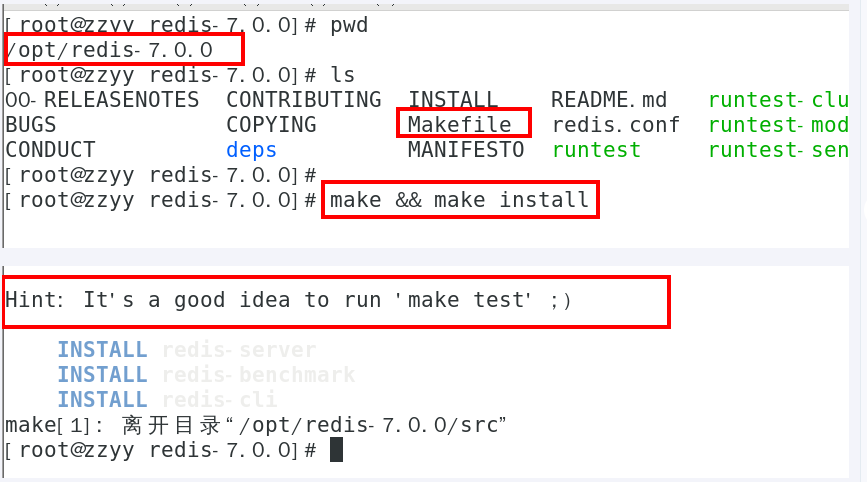 [root@zzyy redis-7.0.0]# pwd
/opt/redis-7.0.0
[root@zzyy redis-7.0.0]# ls
00-RELEASENOTES CONTRIBUTING INSTALL README.md runtest-clu
BUGS COPYING Makefile redis.conf runtest-mod
CONDUCT deps MANIFESTO runtest runtest-sen
[root@zzyy redis-7.0.0]#
[root@zzyy redis-7.0.0]# make && make install
Hint: It's a good idea to run 'make test' ;)
INSTALL redis-server
INSTALL redis-benchmark
INSTALL redis-cli
make[1]: 离开目录“/opt/redis-7.0.0/src”
[root@zzyy redis-7.0.0]#